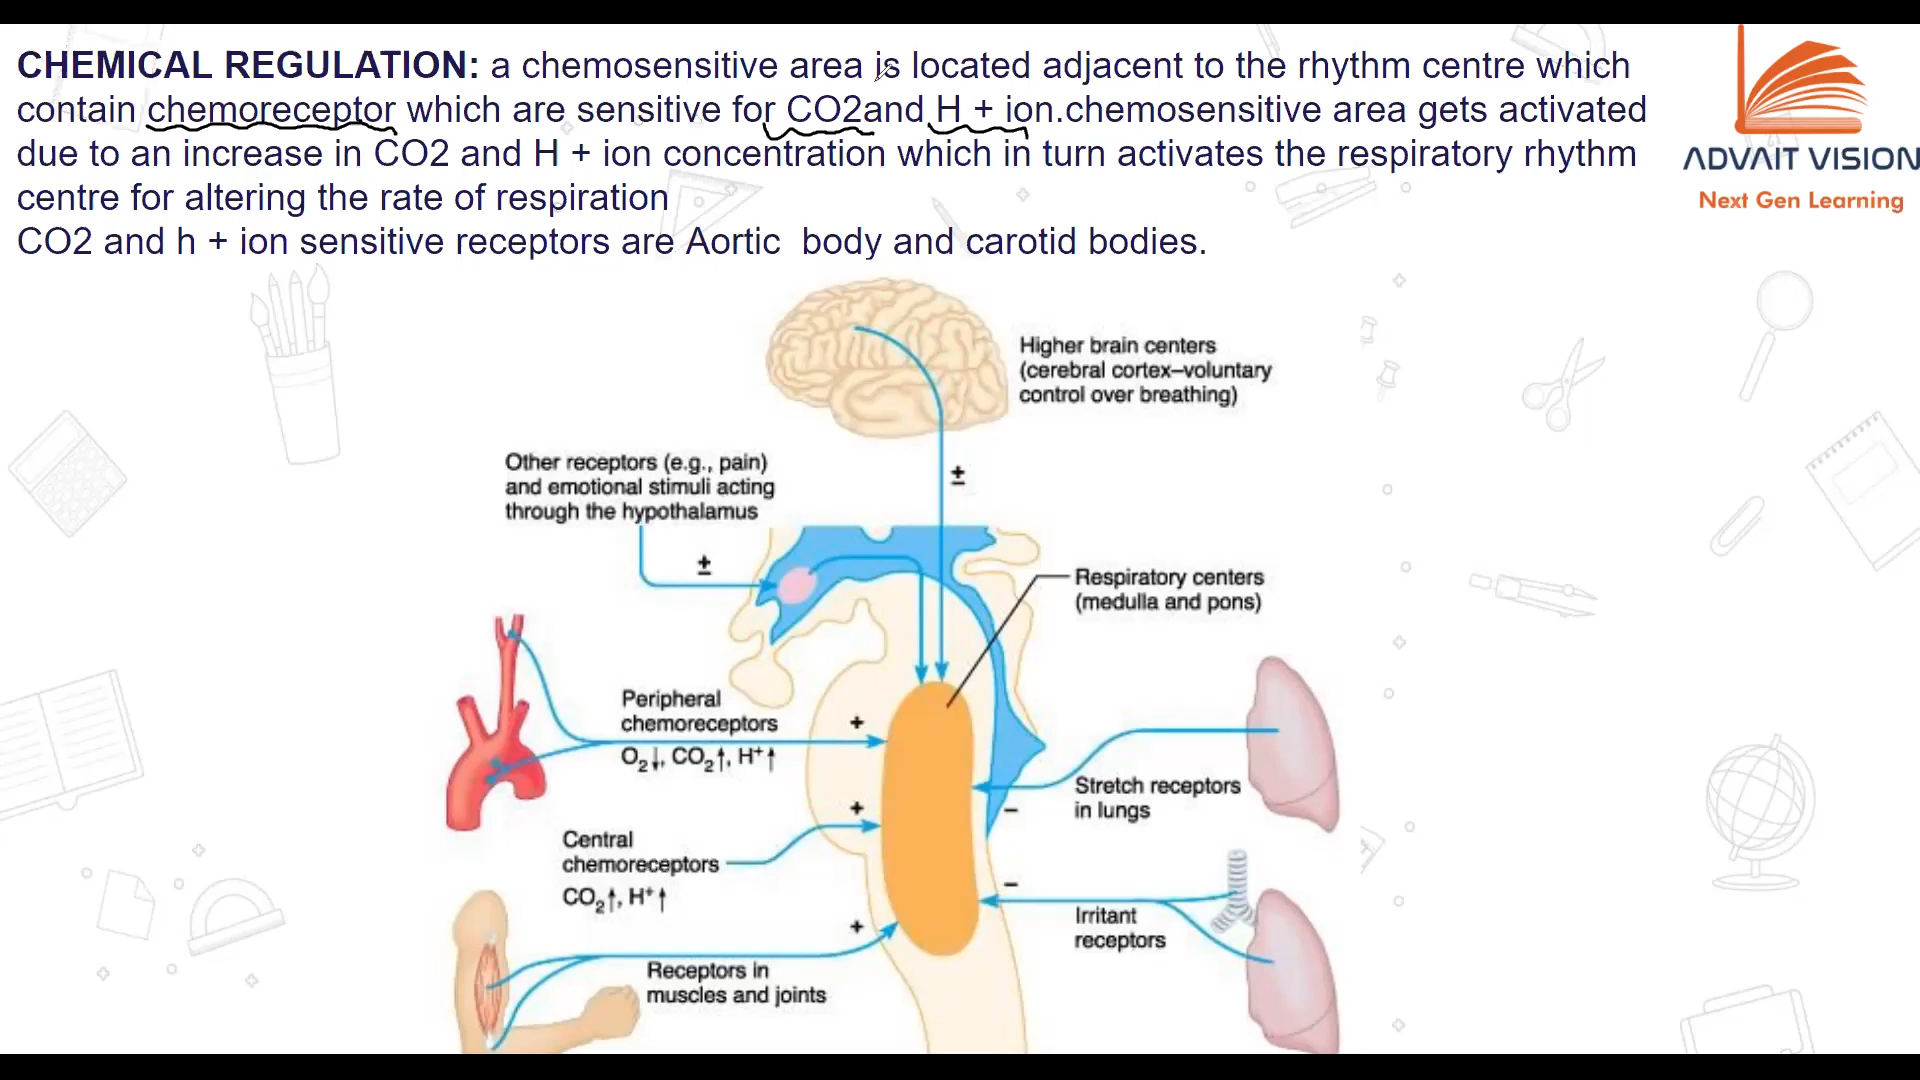 CHEMICAL REGULATION: a chemosensitive area is located adjacent to the rhythm centre which
contain chemoreceptor which are sensitive for CO2and H + ion.chemosensitive area gets activated
due to an increase in CO2 and H + ion concentration which in turn activates the respiratory rhythm
centre for altering the rate of respiration
CO2 and h + ion sensitive receptors are Aortic  body and carotid bodies.
ADVAIT VISION
Next Gen Learning
Higher brain centers
(cerebral cortex–voluntary
control over breathing)
±
Other receptors (e.g., pain)
and emotional stimuli acting
through the hypothalamus
±
Respiratory centers
(medulla and pons)
Peripheral
chemoreceptors
O₂↓, CO₂↑, H⁺↑
+
Stretch receptors
in lungs
–
Central
chemoreceptors
CO₂↑, H⁺↑
+
–
Irritant
receptors
+
Receptors in
muscles and joints